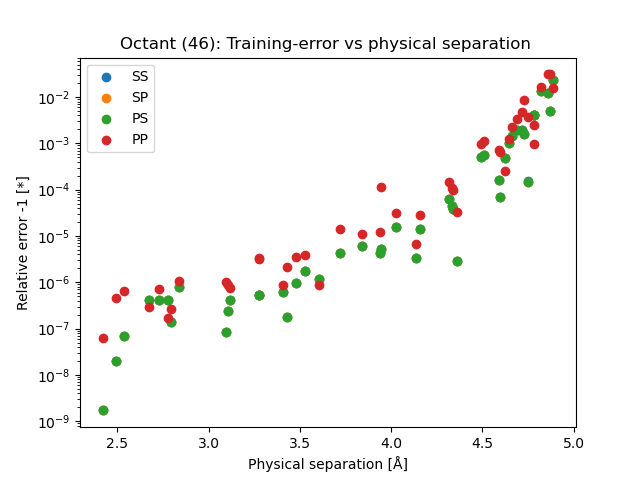 Octant (46): Training-error vs physical separation
SS
SP
PS
PP
Relative error -1 [*]
10⁻²
10⁻³
10⁻⁴
10⁻⁵
10⁻⁶
10⁻⁷
10⁻⁸
10⁻⁹
2.5 3.0 3.5 4.0 4.5 5.0
Physical separation [Å]